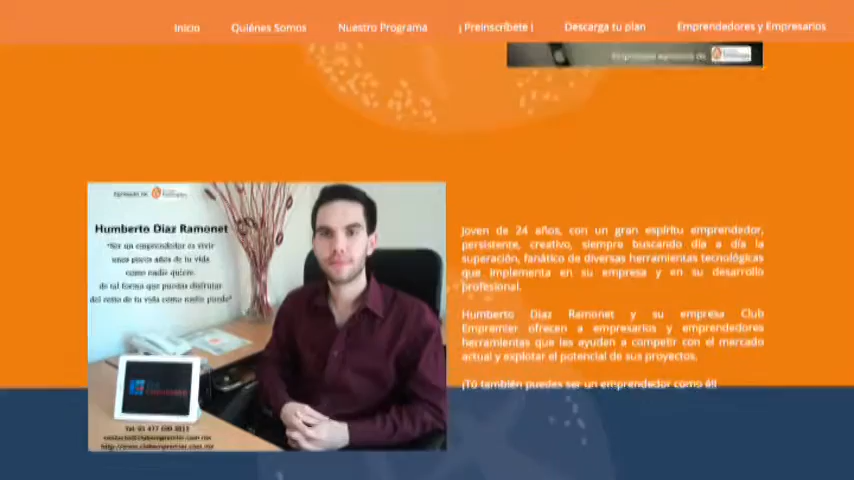 Inicio Quiénes Somos Nuestro Programa ¡ Preinscríbete ! Descarga tu plan Emprendedores y Empresarios
Humberto Diaz Ramonet
"Ser un emprendedor es vivir
unos pocos años de tu vida
como nadie quiere
de tal forma que puedas disfrutar
del resto de tu vida como nadie puede"
Joven de 24 años, con un gran espíritu emprendedor,
persistente, creativo, siempre buscando día a día la
superación, fanático de diversas herramientas tecnológicas
que implementa en su empresa y en su desarrollo
profesional.
Humberto Diaz Ramonet y su empresa Club
Empremier ofrecen a empresarios y emprendedores
herramientas que les ayuden a competir con el mercado
actual y explotar el potencial de sus proyectos.
¡Tú también puedes ser un emprendedor como él!